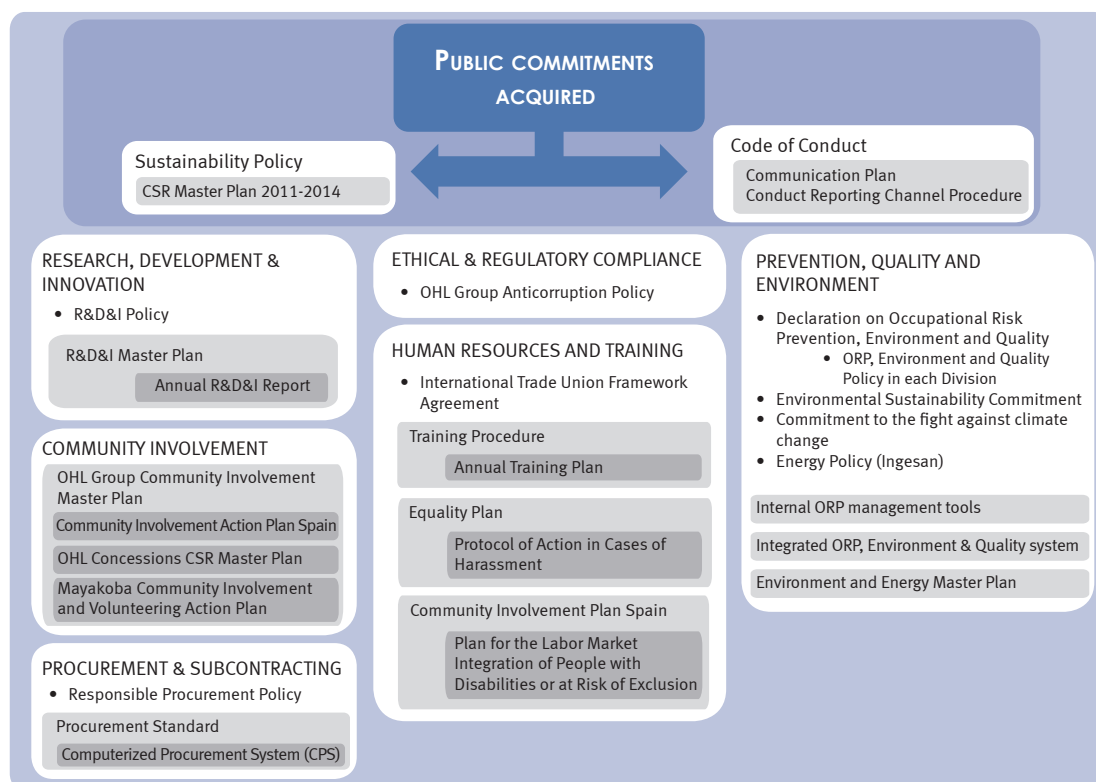 PUBLIC COMMITMENTS
ACQUIRED
Sustainability Policy
CSR Master Plan 2011-2014
Code of Conduct
Communication Plan
Conduct Reporting Channel Procedure
RESEARCH, DEVELOPMENT &
INNOVATION
• R&D&I Policy
R&D&I Master Plan
Annual R&D&I Report
COMMUNITY INVOLVEMENT
OHL Group Community Involvement
Master Plan
Community Involvement Action Plan Spain
OHL Concessions CSR Master Plan
Mayakoba Community Involvement
and Volunteering Action Plan
PROCUREMENT & SUBCONTRACTING
• Responsible Procurement Policy
Procurement Standard
Computerized Procurement System (CPS)
ETHICAL & REGULATORY COMPLIANCE
• OHL Group Anticorruption Policy
HUMAN RESOURCES AND TRAINING
• International Trade Union Framework
Agreement
Training Procedure
Annual Training Plan
Equality Plan
Protocol of Action in Cases of
Harassment
Community Involvement Plan Spain
Plan for the Labor Market
Integration of People with
Disabilities or at Risk of Exclusion
PREVENTION, QUALITY AND
ENVIRONMENT
• Declaration on Occupational Risk
Prevention, Environment and Quality
• ORP, Environment and Quality
Policy in each Division
• Environmental Sustainability Commitment
• Commitment to the fight against climate
change
• Energy Policy (Ingesan)
Internal ORP management tools
Integrated ORP, Environment & Quality system
Environment and Energy Master Plan